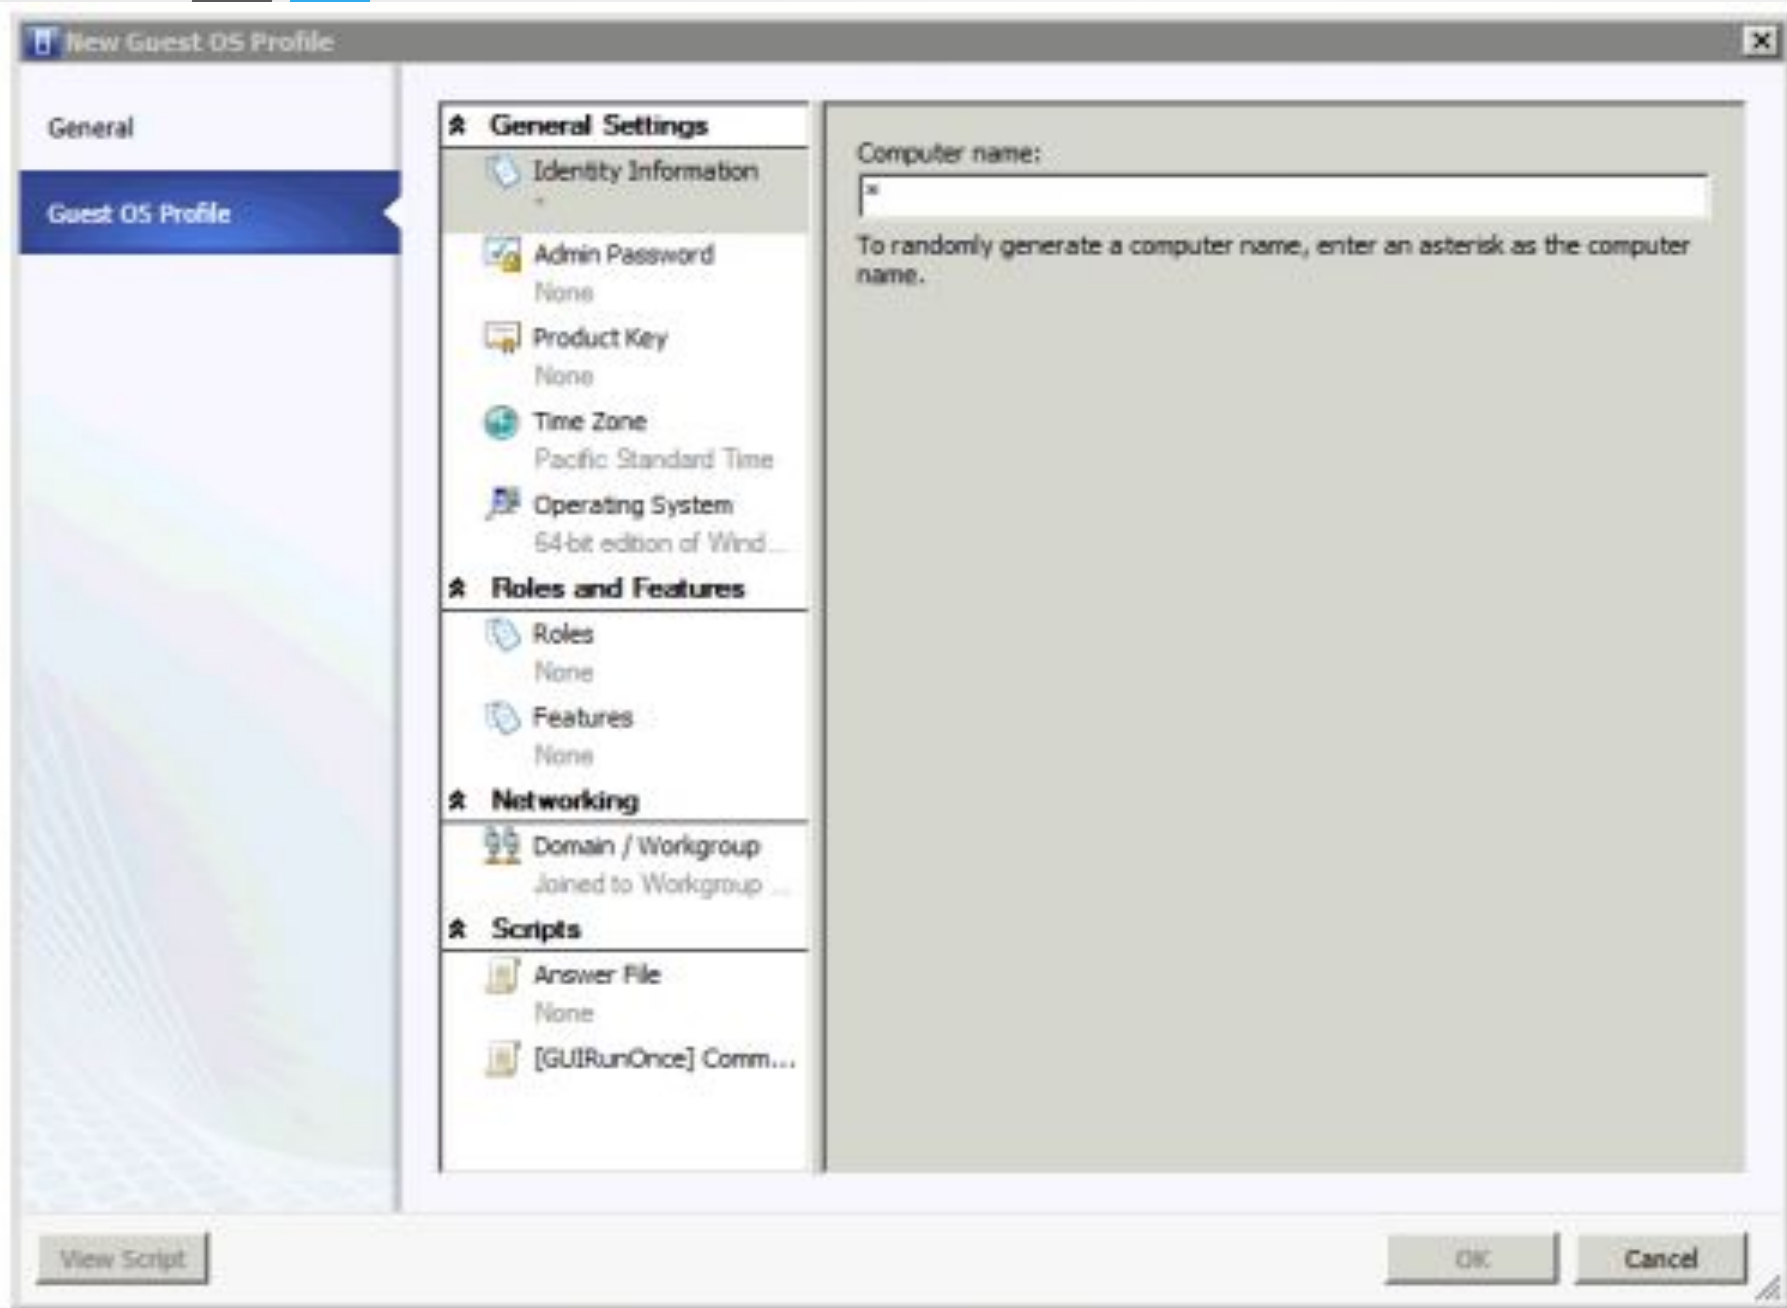 New Guest OS Profile
General
Guest OS Profile
General Settings
Identity Information
*
Admin Password
None
Product Key
None
Time Zone
Pacific Standard Time
Operating System
64-bit edition of Wind...
Roles and Features
Roles
None
Features
None
Networking
Domain / Workgroup
Joined to Workgroup ...
Scripts
Answer File
None
[GUIRunOnce] Comm...
Computer name:
*
To randomly generate a computer name, enter an asterisk as the computer
name.
View Script
OK
Cancel